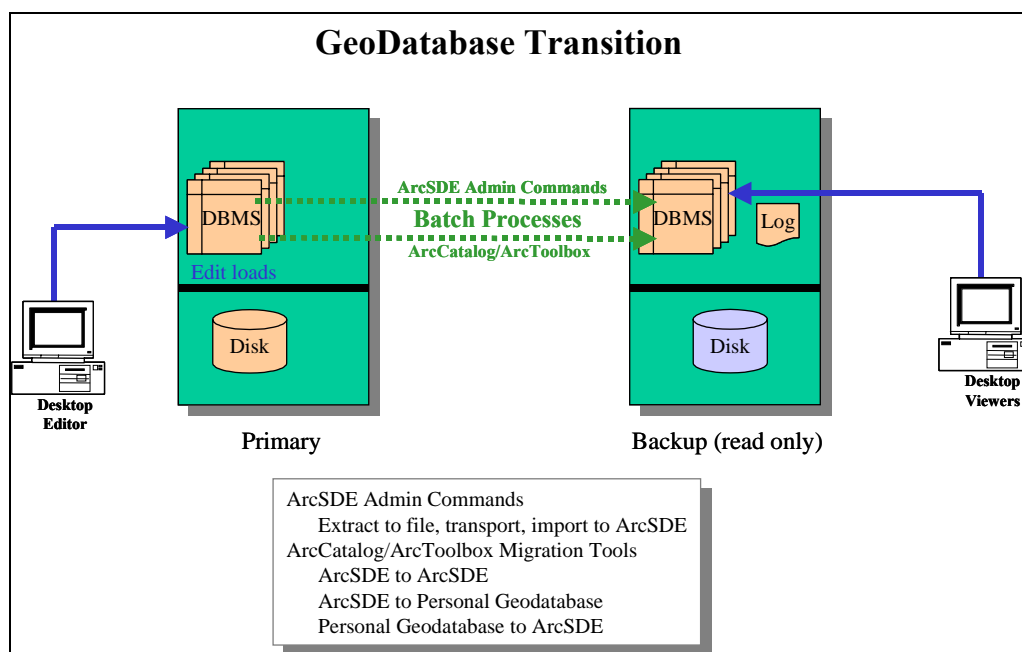 GeoDatabase Transition
ArcSDE Admin Commands
Batch Processes
ArcCatalog/ArcToolbox
DBMS
Edit loads
Disk
DBMS
Log
Disk
Desktop
Editor
Desktop
Viewers
Primary
Backup (read only)
ArcSDE Admin Commands
Extract to file, transport, import to ArcSDE
ArcCatalog/ArcToolbox Migration Tools
ArcSDE to ArcSDE
ArcSDE to Personal Geodatabase
Personal Geodatabase to ArcSDE